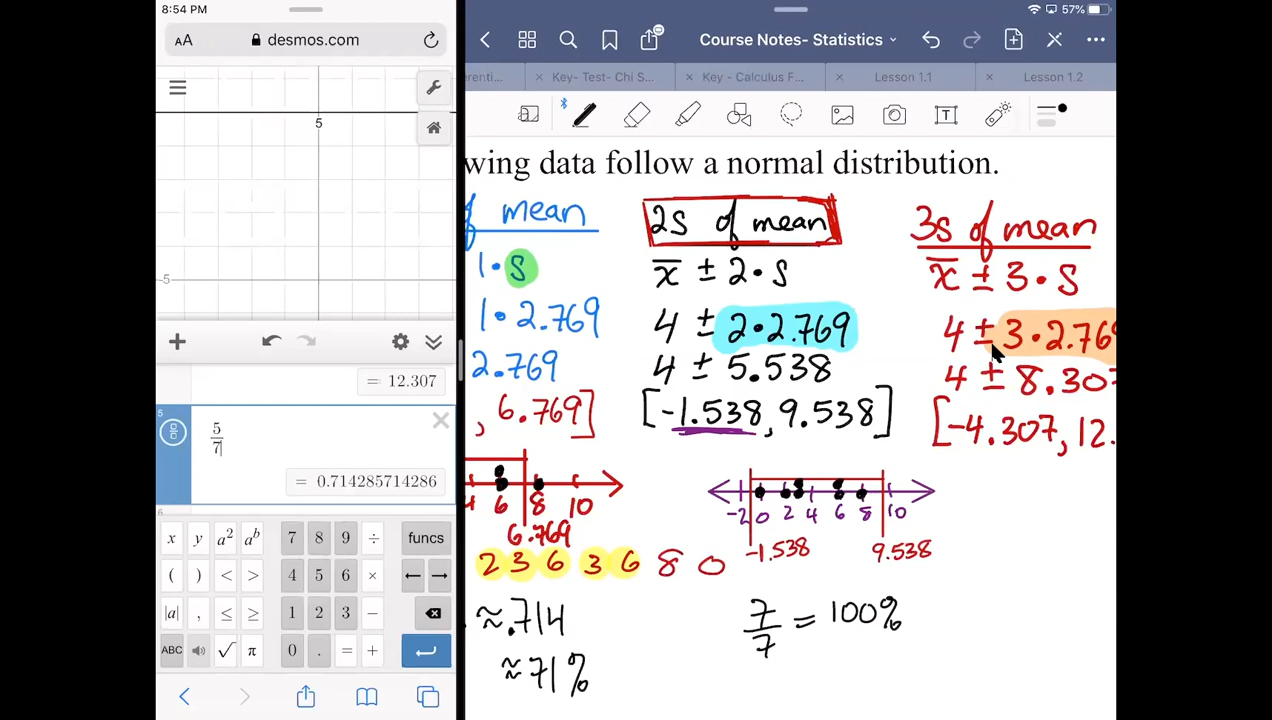 8:54 PM
57%
AA desmos.com
Course Notes- Statistics
Key- Test- Chi S...
Key - Calculus F...
Lesson 1.1
Lesson 1.2
5
-5
= 12.307
5
5/7
= 0.714285714286
x y a² aᵇ 7 8 9 ÷ funcs
( ) < > 4 5 6 × ← →
|a| , ≤ ≥ 1 2 3 −
ABC √ π 0 . = +
wing data follow a normal distribution.
of mean
1·S
1·2.769
2.769
, 6.769]
4 6 8 10
6.769
2 3 6 3 6 8 0
≈.714
≈71%
2S of mean
x̄ ± 2·S
4 ± 2·2.769
4 ± 5.538
[-1.538, 9.538]
-2 0 2 4 6 8 10
-1.538 9.538
7/7 = 100%
3S of mean
x̄ ± 3·S
4 ± 3·2.76
4 ± 8.307
[-4.307, 12.